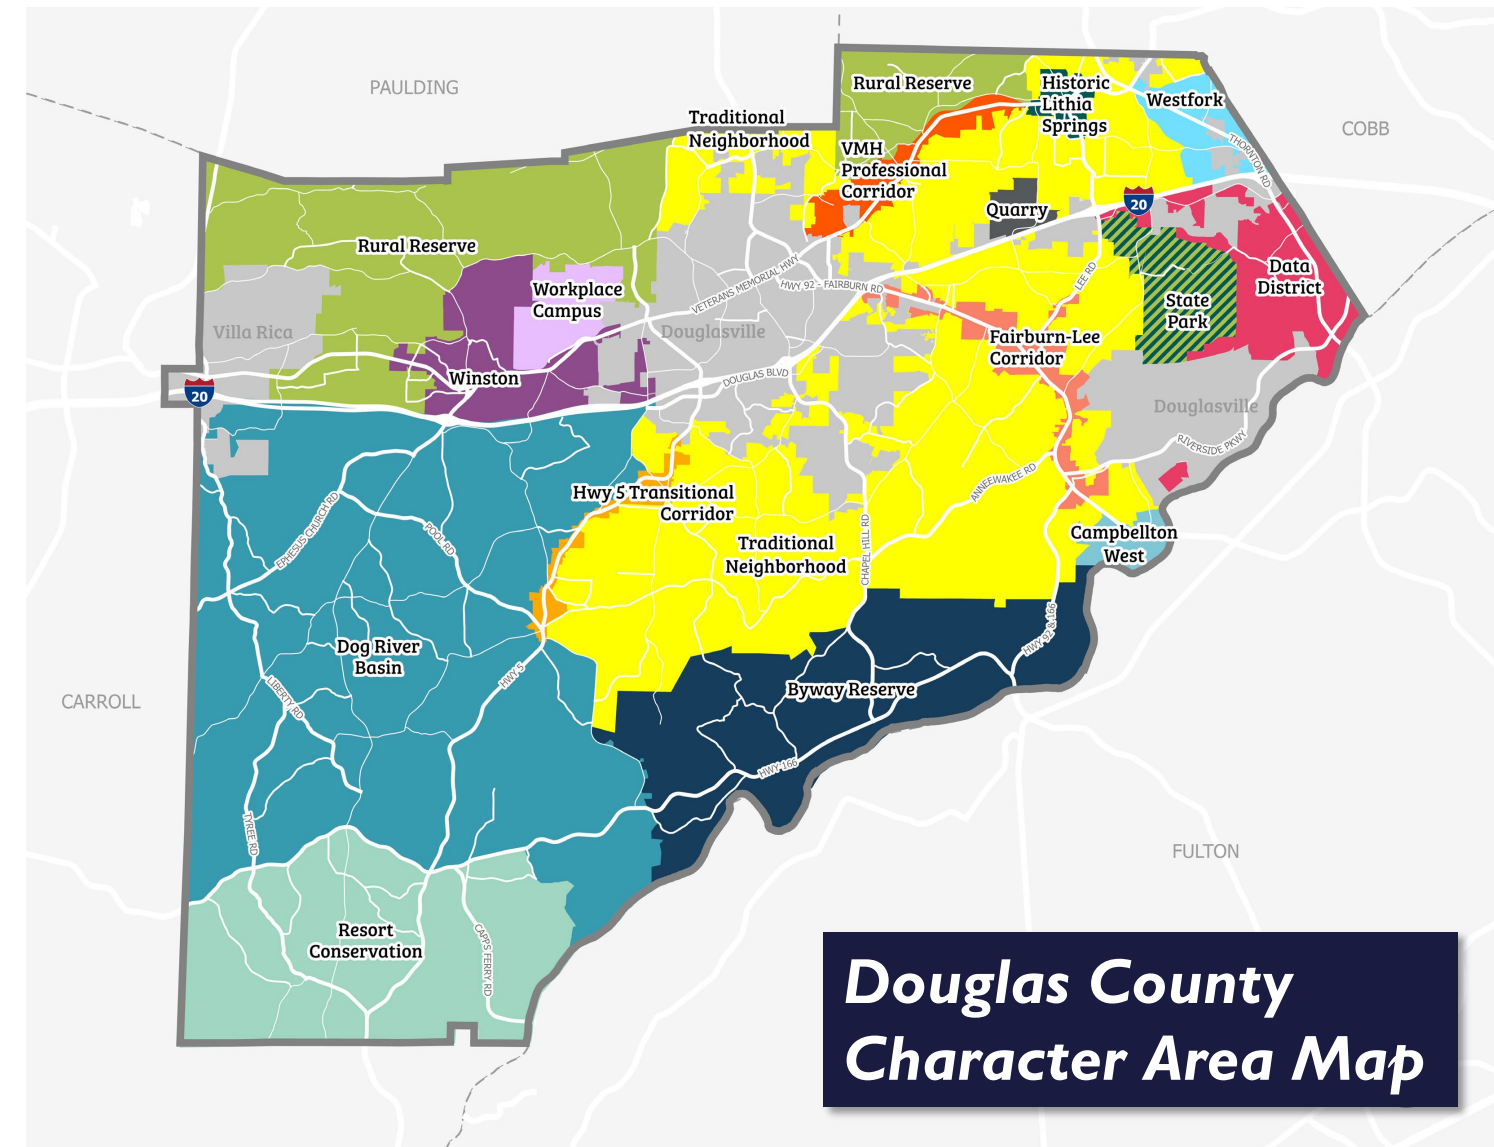 PAULDING
COBB
Rural Reserve
Historic
Lithia
Springs
Westfork
Traditional
Neighborhood
VMH
Professional
Corridor
THORNTON RD
20
Quarry
Rural Reserve
Workplace
Campus
VETERANS MEMORIAL HWY
HWY 92 - FAIRBURN RD
LEE RD
Data
District
State
Park
Villa Rica
Douglasville
Fairburn-Lee
Corridor
Winston
DOUGLAS BLVD
20
Douglasville
RIVERSIDE PKWY
ANNEEWAKEE RD
Hwy 5 Transitional
Corridor
EPHESUS CHURCH RD
POOL RD
CHAPEL HILL RD
Traditional
Neighborhood
Campbellton
West
HWY 92 & 166
Dog River
Basin
HWY 5
LIBERTY RD
Byway Reserve
CARROLL
HWY 166
TYREE RD
FULTON
Resort
Conservation
CAPPS FERRY RD
Douglas County
Character Area Map